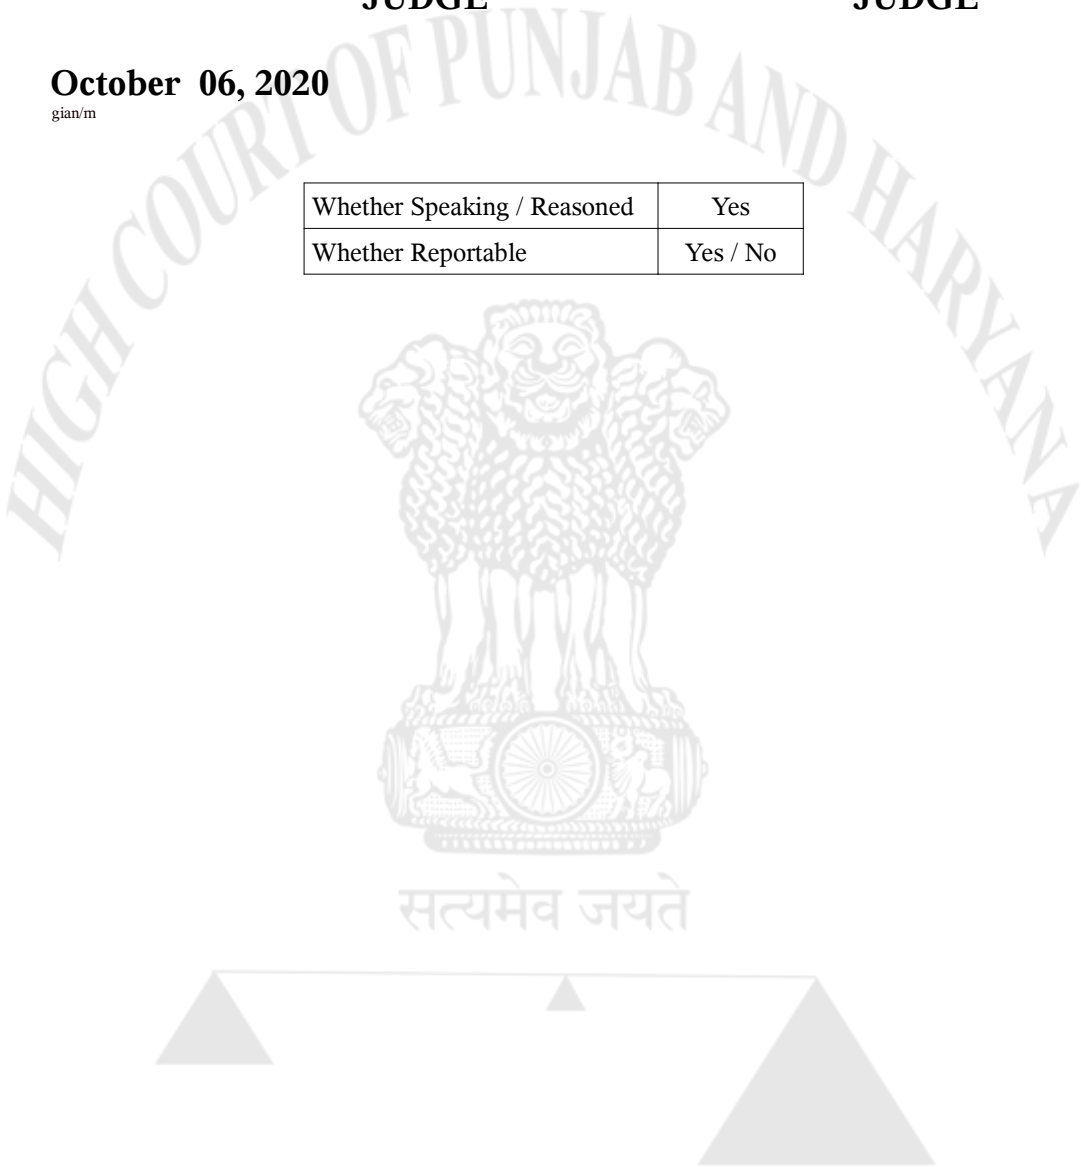 JUDGE JUDGE
October 06, 2020
gian/m
Whether Speaking / Reasoned Yes
Whether Reportable Yes / No
HIGH COURT OF PUNJAB AND HARYANA
सत्यमेव जयते